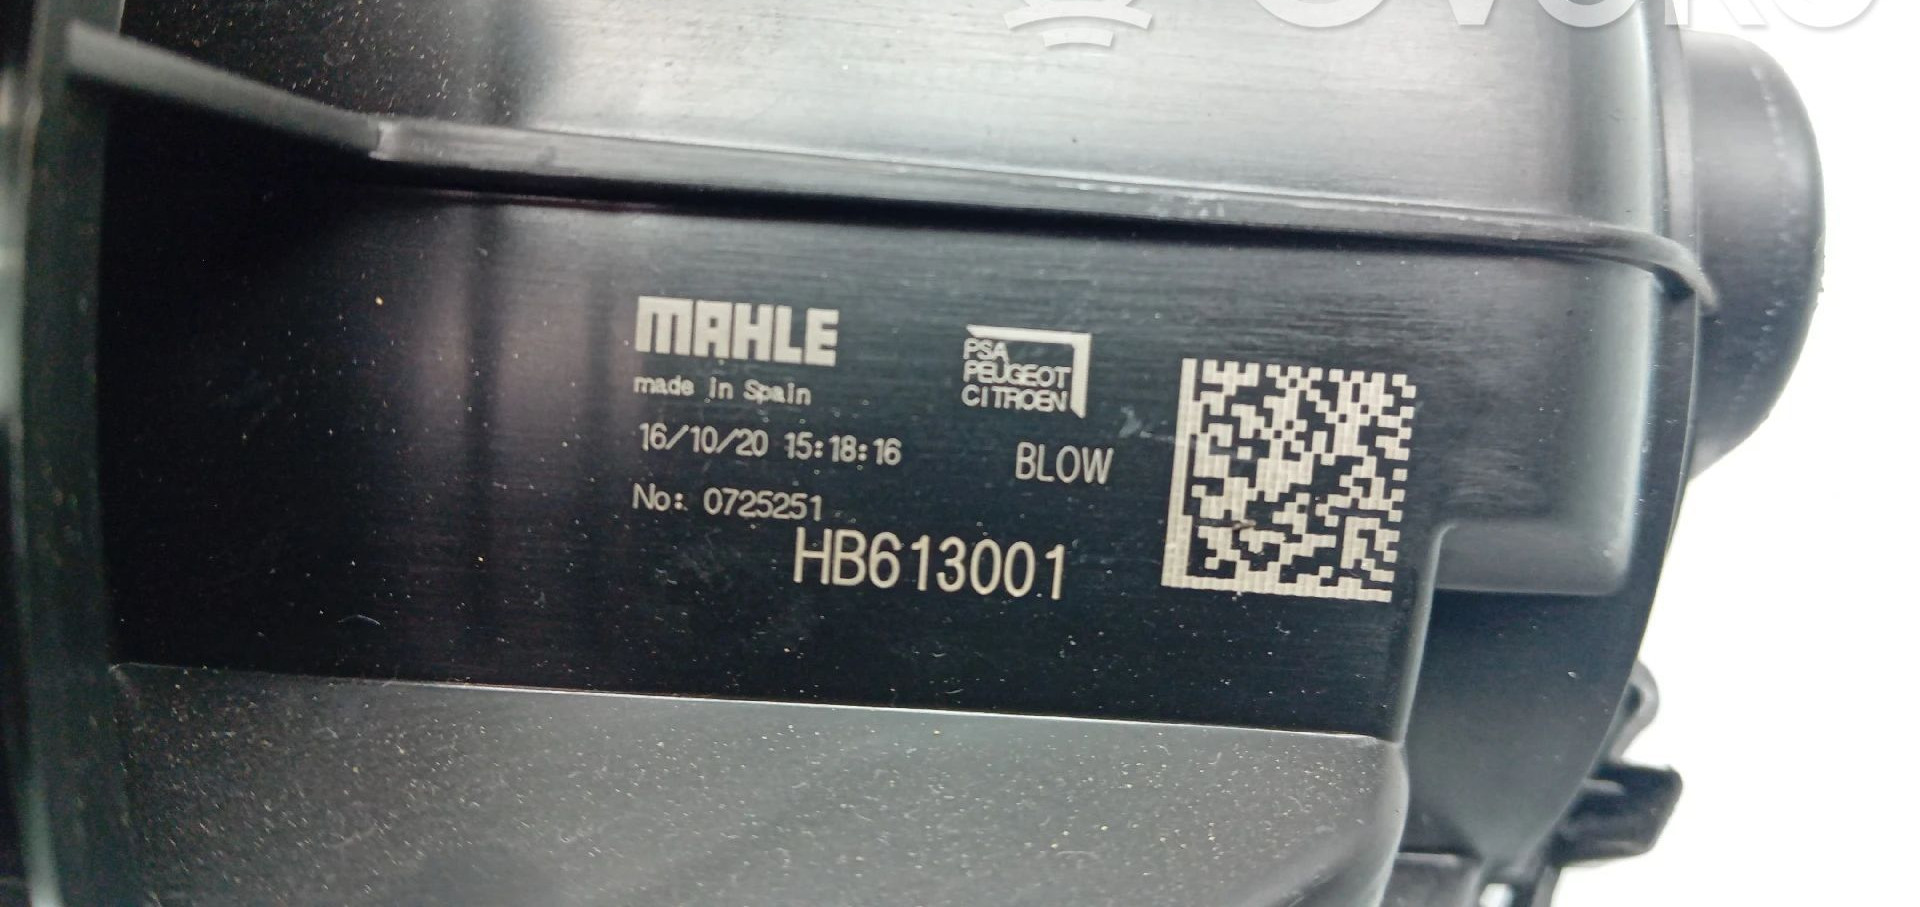 MAHLE
made in Spain
16/10/20 15:18:16
No: 0725251
HB613001
PSA
PEUGEOT
CITROEN
BLOW